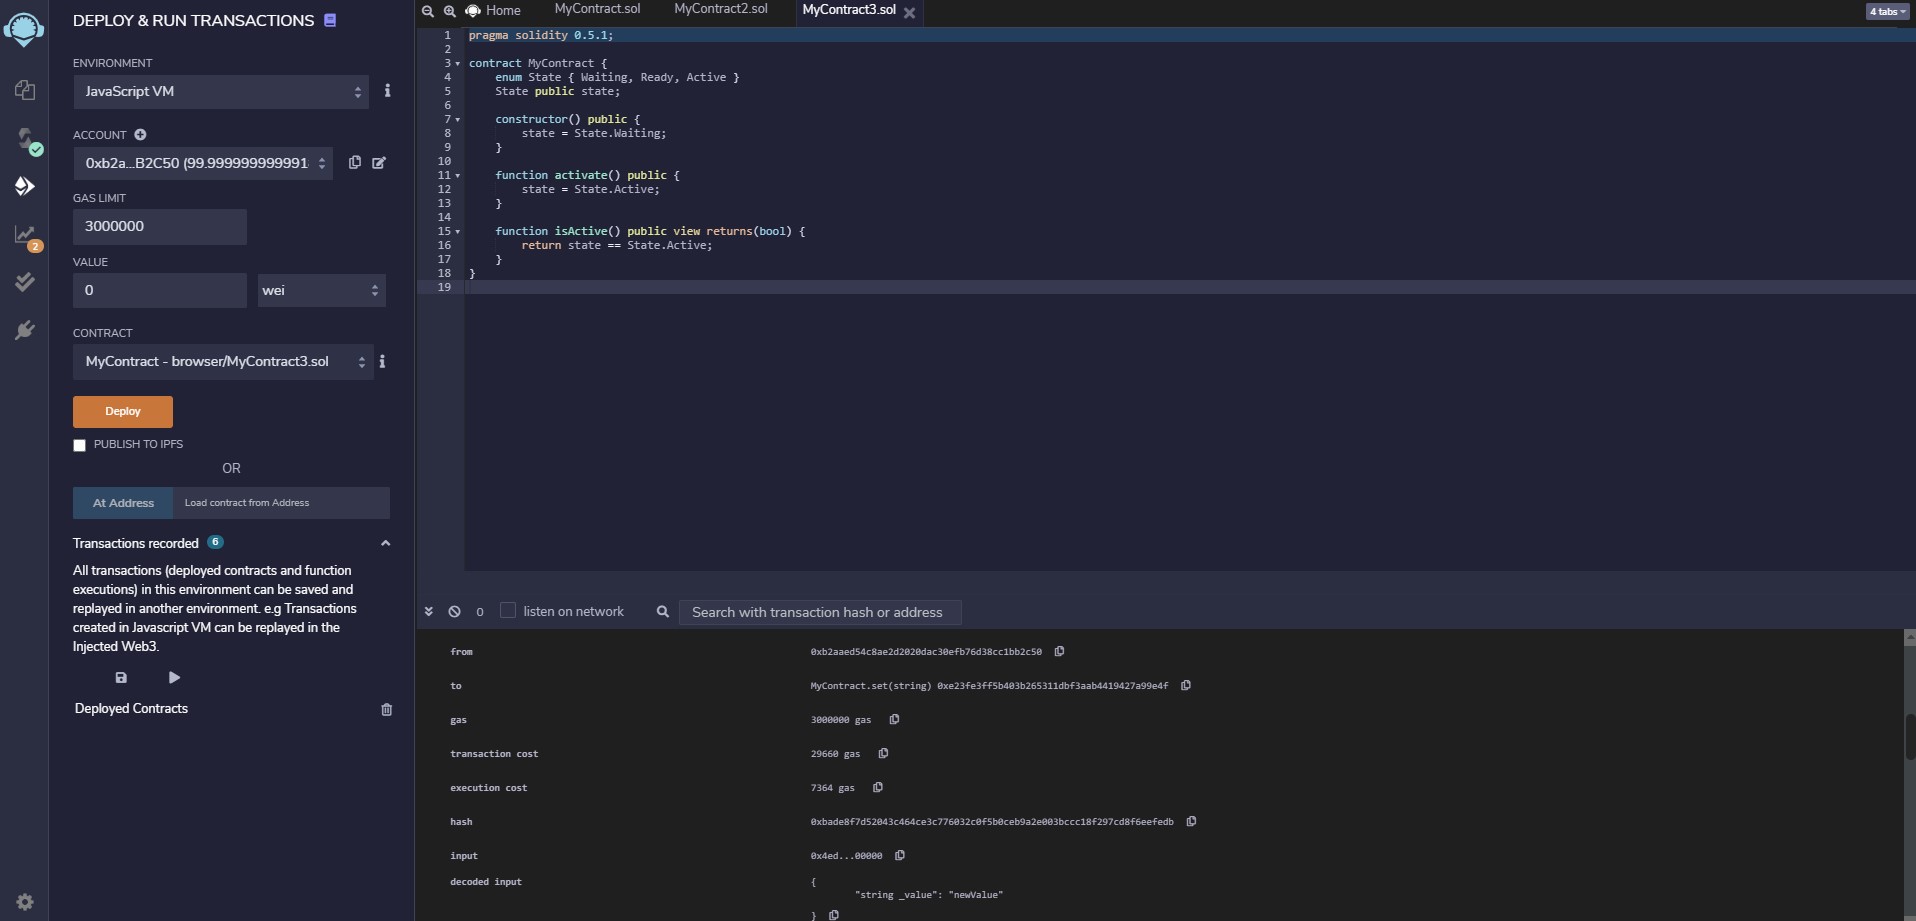 DEPLOY & RUN TRANSACTIONS
ENVIRONMENT
JavaScript VM
ACCOUNT
0xb2a...B2C50 (99.9999999999918
GAS LIMIT
3000000
VALUE
0
wei
CONTRACT
MyContract - browser/MyContract3.sol
Deploy
PUBLISH TO IPFS
OR
At Address
Load contract from Address
Transactions recorded 6
All transactions (deployed contracts and function
executions) in this environment can be saved and
replayed in another environment. e.g Transactions
created in Javascript VM can be replayed in the
Injected Web3.
Deployed Contracts
2
Home
MyContract.sol
MyContract2.sol
MyContract3.sol
4 tabs
1 pragma solidity 0.5.1;
2
3 contract MyContract {
4 enum State { Waiting, Ready, Active }
5 State public state;
6
7 constructor() public {
8 state = State.Waiting;
9 }
10
11 function activate() public {
12 state = State.Active;
13 }
14
15 function isActive() public view returns(bool) {
16 return state == State.Active;
17 }
18 }
19
0
listen on network
Search with transaction hash or address
from 0xb2aaed54c8ae2d2020dac30efb76d38cc1bb2c50
to MyContract.set(string) 0xe23fe3ff5b403b265311dbf3aab4419427a99e4f
gas 3000000 gas
transaction cost 29660 gas
execution cost 7364 gas
hash 0xbade8f7d52043c464ce3c776032c0f5b0ceb9a2e003bccc18f297cd8f6eefedb
input 0x4ed...00000
decoded input {
"string _value": "newValue"
}